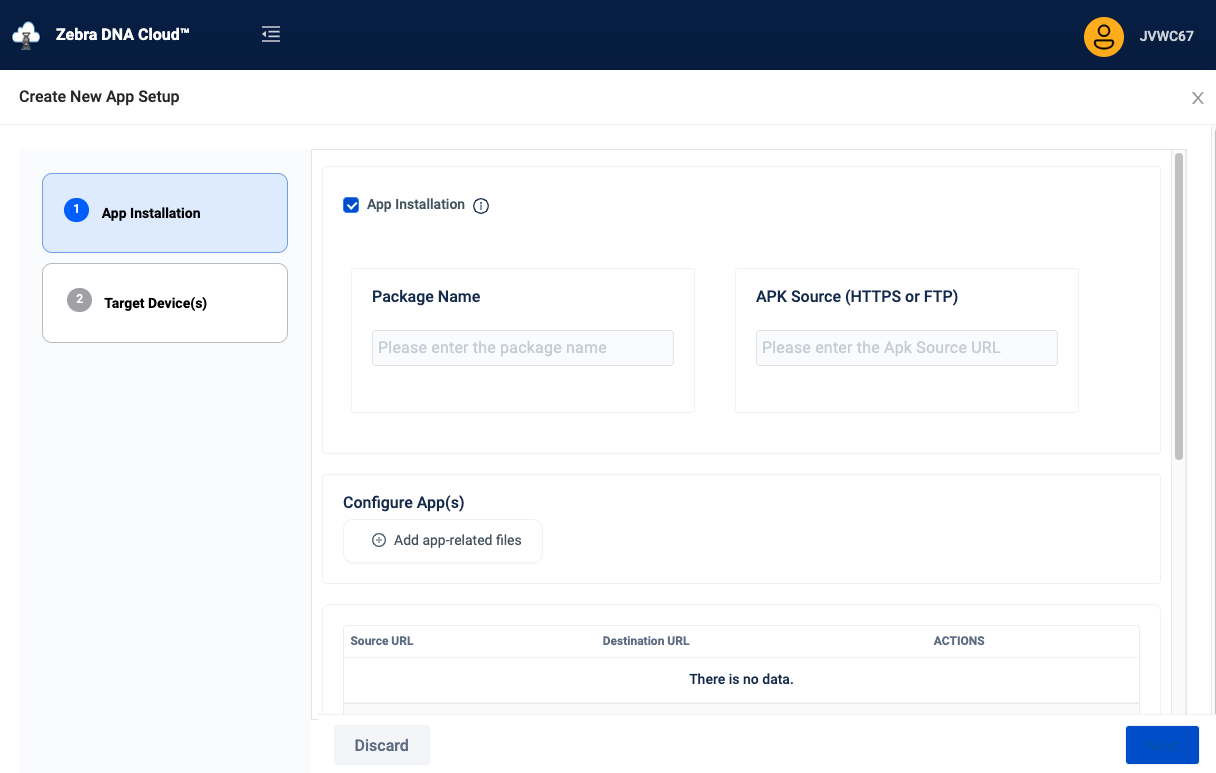 Zebra DNA Cloud™
JVWC67
Create New App Setup
X
1 App Installation
2 Target Device(s)
App Installation
Package Name
Please enter the package name
APK Source (HTTPS or FTP)
Please enter the Apk Source URL
Configure App(s)
Add app-related files
Source URL Destination URL ACTIONS
There is no data.
Discard